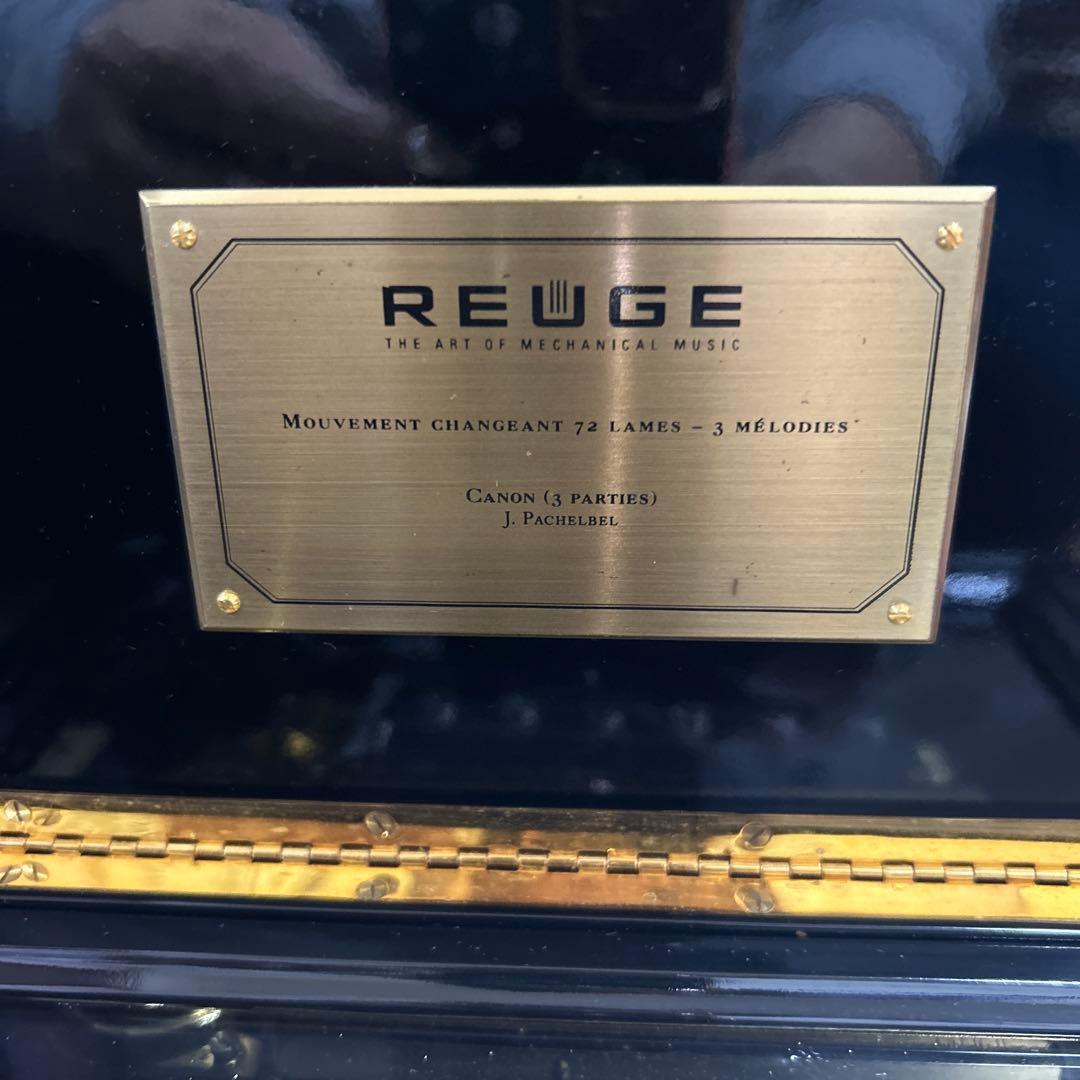 REUGE
THE ART OF MECHANICAL MUSIC
MOUVEMENT CHANGEANT 72 LAMES – 3 MÉLODIES
CANON (3 PARTIES)
J. PACHELBEL